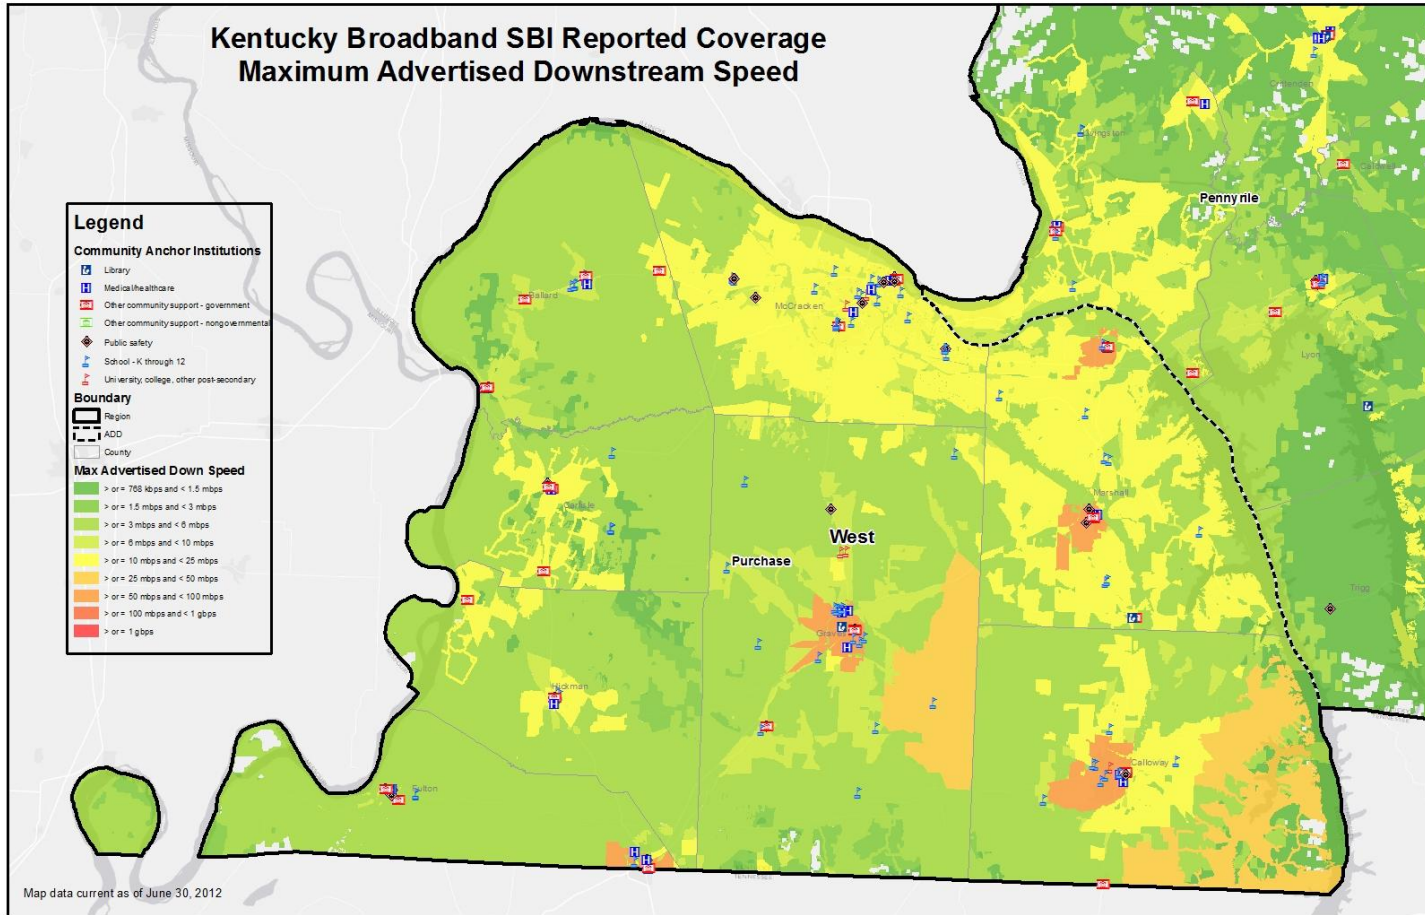 Kentucky Broadband SBI Reported Coverage
Maximum Advertised Downstream Speed
Legend
Community Anchor Institutions
Library
Medical/healthcare
Other community support - government
Other community support - nongovernmental
Public safety
School - K through 12
University, college, other post-secondary
Boundary
Region
ADD
County
Max Advertised Down Speed
> or = 768 kbps and < 1.5 mbps
> or = 1.5 mbps and < 3 mbps
> or = 3 mbps and < 6 mbps
> or = 6 mbps and < 10 mbps
> or = 10 mbps and < 25 mbps
> or = 25 mbps and < 50 mbps
> or = 50 mbps and < 100 mbps
> or = 100 mbps and < 1 gbps
> or = 1 gbps
Crittenden
Livingston
Caldwell
Pennyrile
Ballard
McCracken
Lyon
Carlisle
Marshall
West
Purchase
Trigg
Graves
Hickman
Calloway
Fulton
TENNESSEE
Map data current as of June 30, 2012